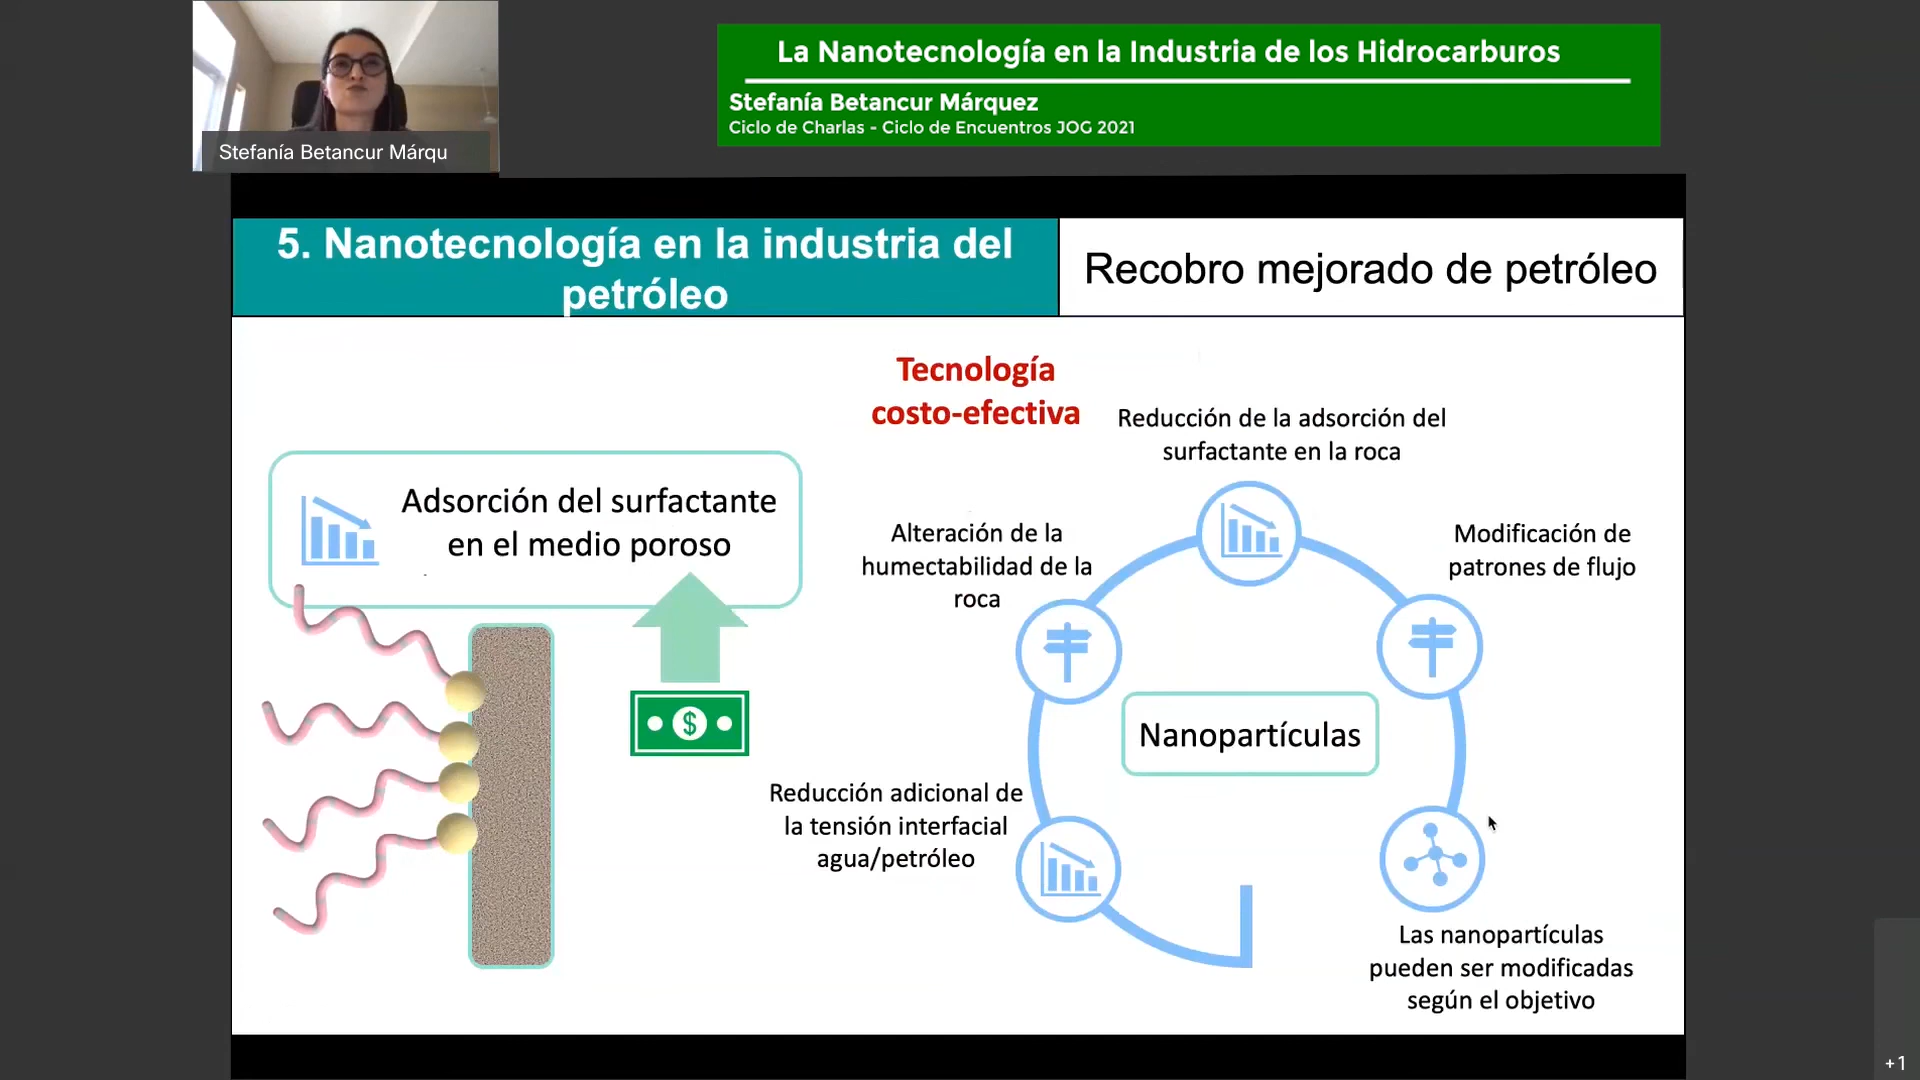 La Nanotecnología en la Industria de los Hidrocarburos
Stefanía Betancur Márquez
Ciclo de Charlas - Ciclo de Encuentros JOG 2021
Stefanía Betancur Márqu
5. Nanotecnología en la industria del
petróleo
Recobro mejorado de petróleo
Tecnología
costo-efectiva
Adsorción del surfactante
en el medio poroso
$
Reducción de la adsorción del
surfactante en la roca
Alteración de la
humectabilidad de la
roca
Modificación de
patrones de flujo
Nanopartículas
Reducción adicional de
la tensión interfacial
agua/petróleo
Las nanopartículas
pueden ser modificadas
según el objetivo
+1